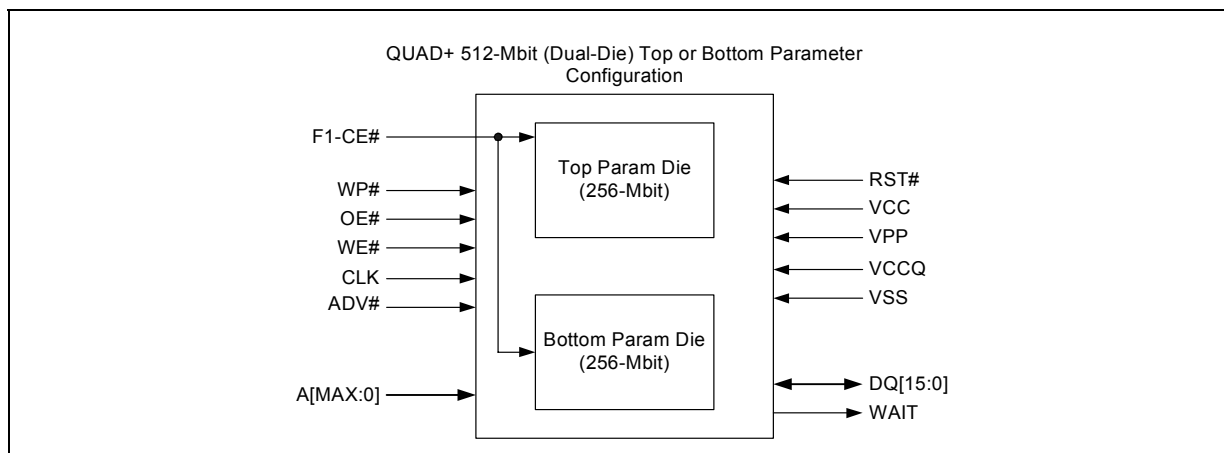 QUAD+ 512-Mbit (Dual-Die) Top or Bottom Parameter
Configuration
F1-CE#
WP#
OE#
WE#
CLK
ADV#
A[MAX:0]
Top Param Die
(256-Mbit)
Bottom Param Die
(256-Mbit)
RST#
VCC
VPP
VCCQ
VSS
DQ[15:0]
WAIT